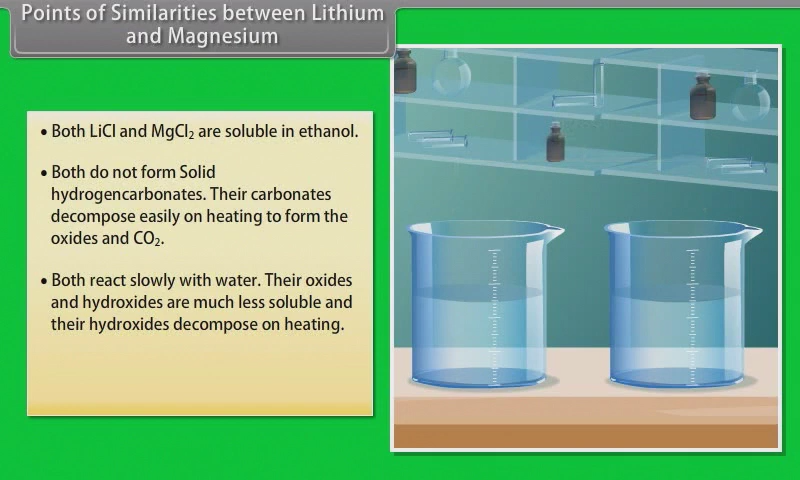 Points of Similarities between Lithium
and Magnesium
• Both LiCl and MgCl₂ are soluble in ethanol.
• Both do not form Solid
hydrogencarbonates. Their carbonates
decompose easily on heating to form the
oxides and CO₂.
• Both react slowly with water. Their oxides
and hydroxides are much less soluble and
their hydroxides decompose on heating.